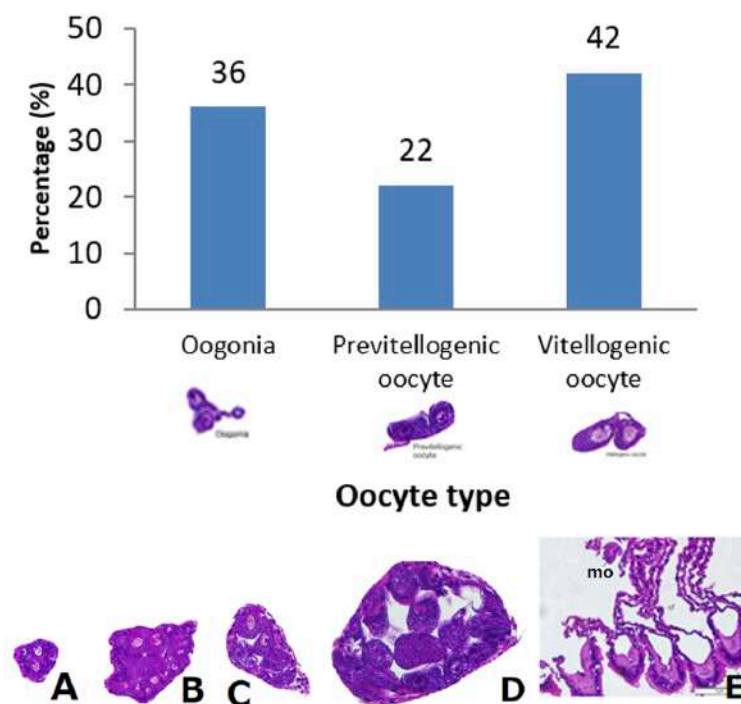 50
40
30
20
10
0
Percentage (%)
36
22
42
Oogonia
Previtellogenic
oocyte
Vitellogenic
oocyte
Oogonia
Previtellogenic
oocyte
Oocyte type
A
B
C
D
mo
E